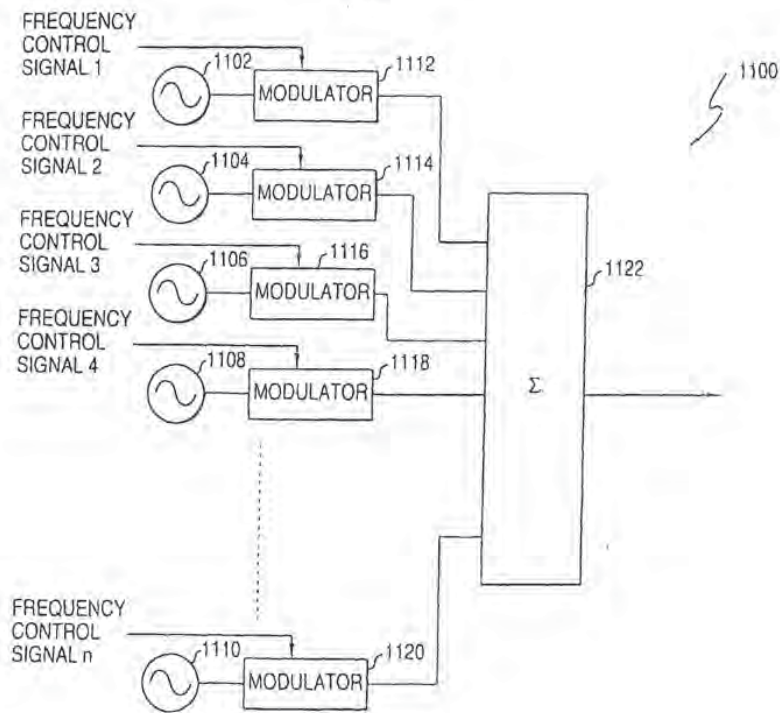 FREQUENCY
CONTROL
SIGNAL 1
1102
MODULATOR
1112
1100
FREQUENCY
CONTROL
SIGNAL 2
1104
MODULATOR
1114
FREQUENCY
CONTROL
SIGNAL 3
1106
MODULATOR
1116
1122
FREQUENCY
CONTROL
SIGNAL 4
1108
MODULATOR
1118
Σ
FREQUENCY
CONTROL
SIGNAL n
1110
MODULATOR
1120